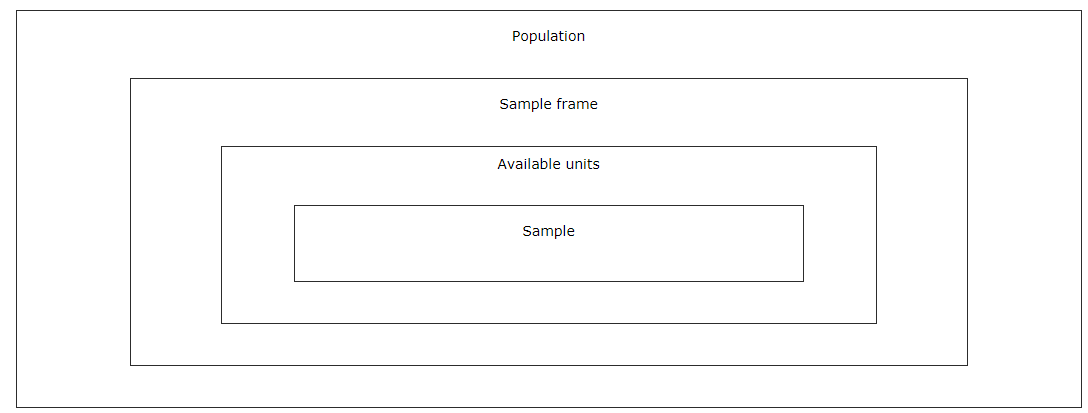 Population
Sample frame
Available units
Sample